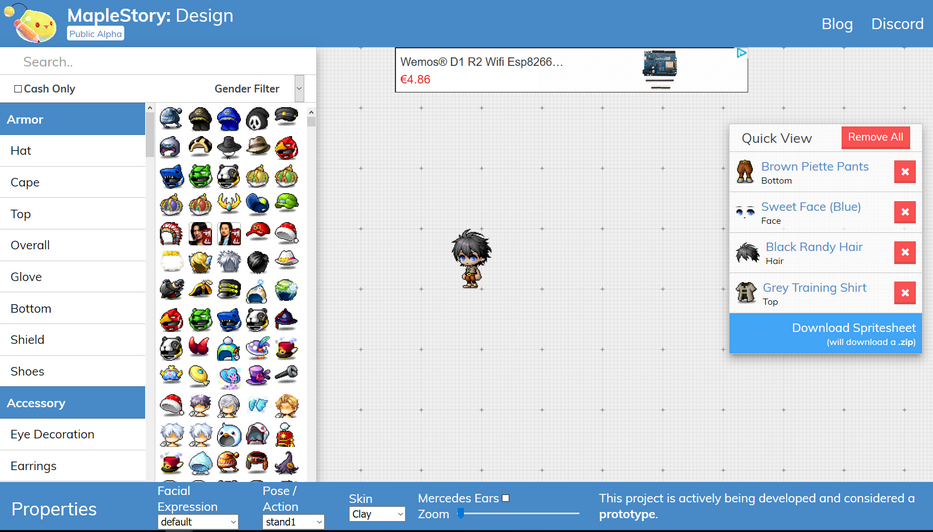 MapleStory: Design
Public Alpha
Blog
Discord
Search..
Cash Only
Gender Filter
Wemos® D1 R2 Wifi Esp8266…
€4.86
Armor
Hat
Cape
Top
Overall
Glove
Bottom
Shield
Shoes
Accessory
Eye Decoration
Earrings
Quick View
Remove All
Brown Piette Pants
Bottom
Sweet Face (Blue)
Face
Black Randy Hair
Hair
Grey Training Shirt
Top
Download Spritesheet
(will download a .zip)
Properties
Facial
Expression
default
Pose /
Action
stand1
Skin
Clay
Mercedes Ears
Zoom
This project is actively being developed and considered a
prototype.